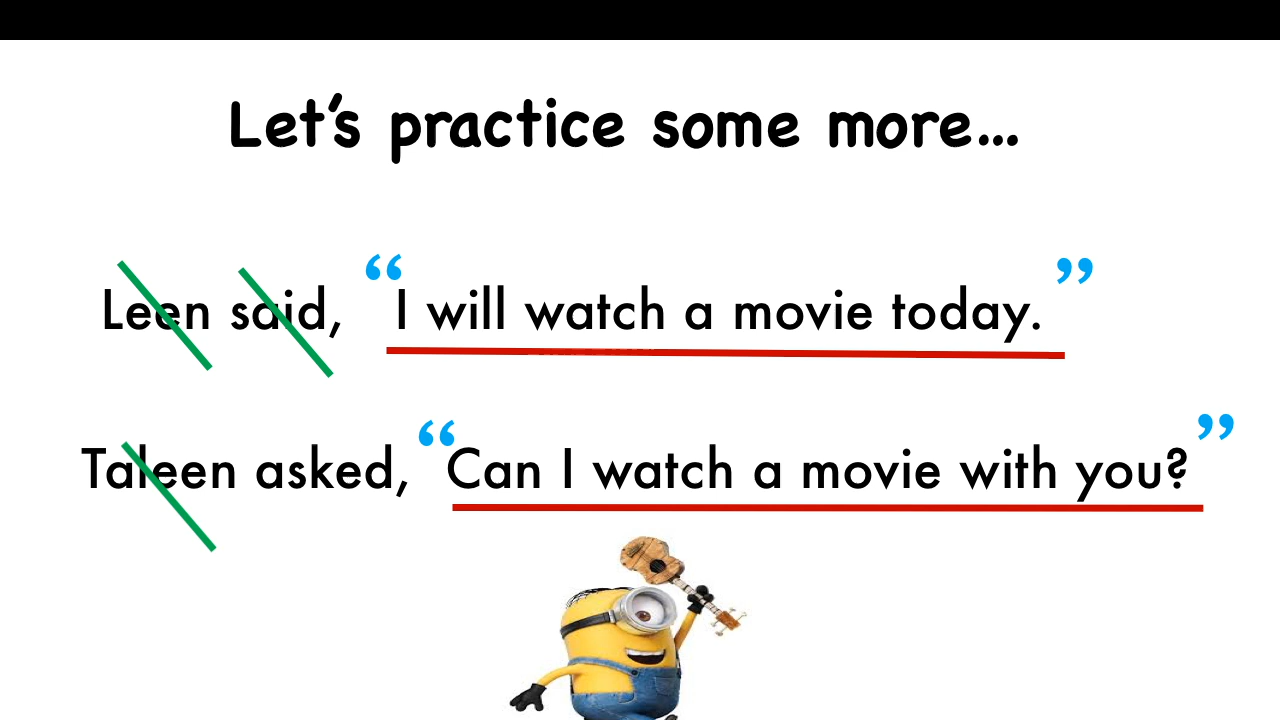 Let's practice some more...
Leen said, “I will watch a movie today.”
Taleen asked, “Can I watch a movie with you?”